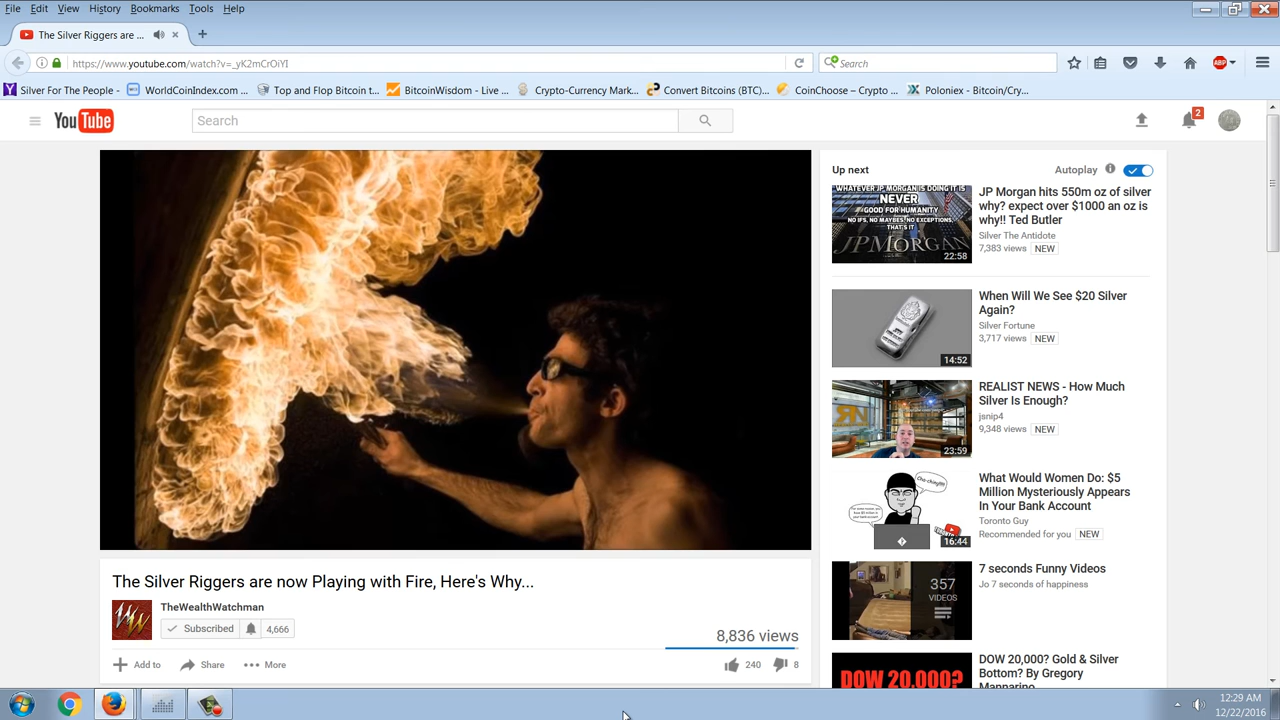 File Edit View History Bookmarks Tools Help
The Silver Riggers are ...
https://www.youtube.com/watch?v=_yK2mCrOiYI
Search
ABP
Silver For The People - ...
WorldCoinIndex.com ...
Top and Flop Bitcoin t...
BitcoinWisdom - Live ...
Crypto-Currency Mark...
Convert Bitcoins (BTC)...
CoinChoose – Crypto ...
Poloniex - Bitcoin/Cry...
YouTube
Search
2
Up next
Autoplay
WHATEVER JP MORGAN IS DOING IT IS
NEVER
GOOD FOR HUMANITY
NO IFS, NO MAYBES, NO EXCEPTIONS,
THAT'S IT
JPMORGAN
22:58
JP Morgan hits 550m oz of silver
why? expect over $1000 an oz is
why!! Ted Butler
Silver The Antidote
7,383 views NEW
14:52
When Will We See $20 Silver
Again?
Silver Fortune
3,717 views NEW
23:59
REALIST NEWS - How Much
Silver Is Enough?
jsnip4
9,348 views NEW
16:44
What Would Women Do: $5
Million Mysteriously Appears
In Your Bank Account
Toronto Guy
Recommended for you NEW
357
VIDEOS
7 seconds Funny Videos
Jo 7 seconds of happiness
DOW 20,000?
DOW 20,000? Gold & Silver
Bottom? By Gregory
Mannarino
The Silver Riggers are now Playing with Fire, Here's Why...
TheWealthWatchman
Subscribed 4,666
8,836 views
Add to Share More
240 8
12:29 AM
12/22/2016